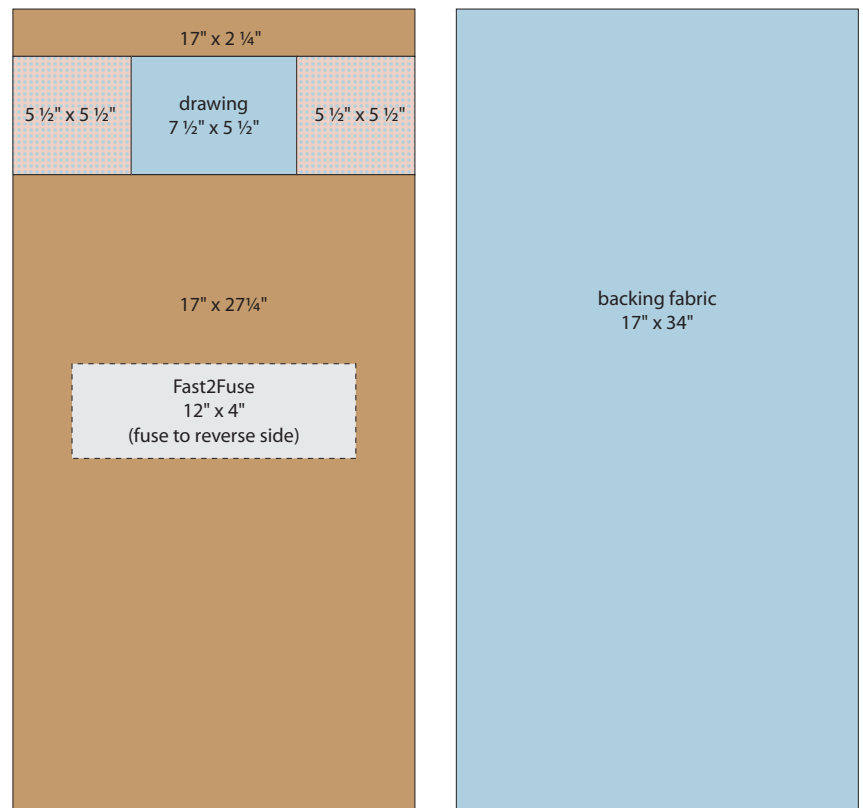 17" x 2 ¼"
5 ½" x 5 ½"
drawing
7 ½" x 5 ½"
5 ½" x 5 ½"
17" x 27¼"
Fast2Fuse
12" x 4"
(fuse to reverse side)
backing fabric
17" x 34"